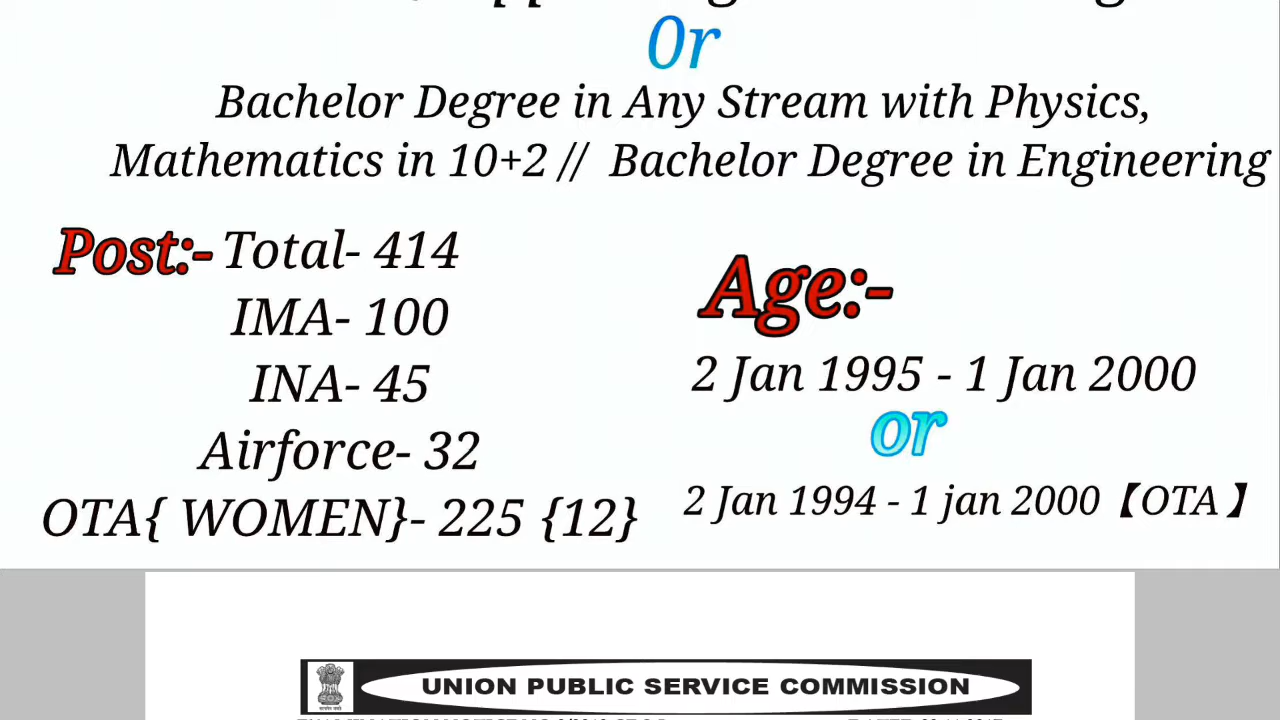 Or
Bachelor Degree in Any Stream with Physics,
Mathematics in 10+2 // Bachelor Degree in Engineering
Post:- Total- 414
IMA- 100
INA- 45
Airforce- 32
OTA{ WOMEN}- 225 {12}
Age:-
2 Jan 1995 - 1 Jan 2000
or
2 Jan 1994 - 1 jan 2000【OTA】
UNION PUBLIC SERVICE COMMISSION